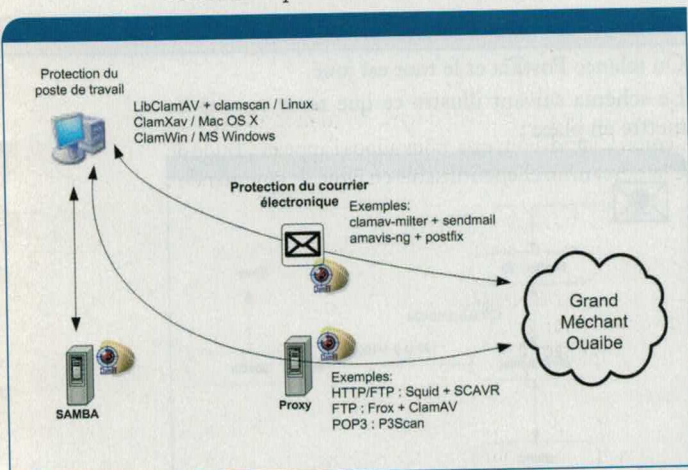 Protection du
poste de travail
LibClamAV + clamscan / Linux
ClamXav / Mac OS X
ClamWin / MS Windows
Protection du courrier
électronique
Exemples:
clamav-milter + sendmail
amavis-ng + postfix
Grand
Méchant
Ouaibe
SAMBA
Proxy
Exemples:
HTTP/FTP : Squid + SCAVR
FTP : Frox + ClamAV
POP3 : P3Scan